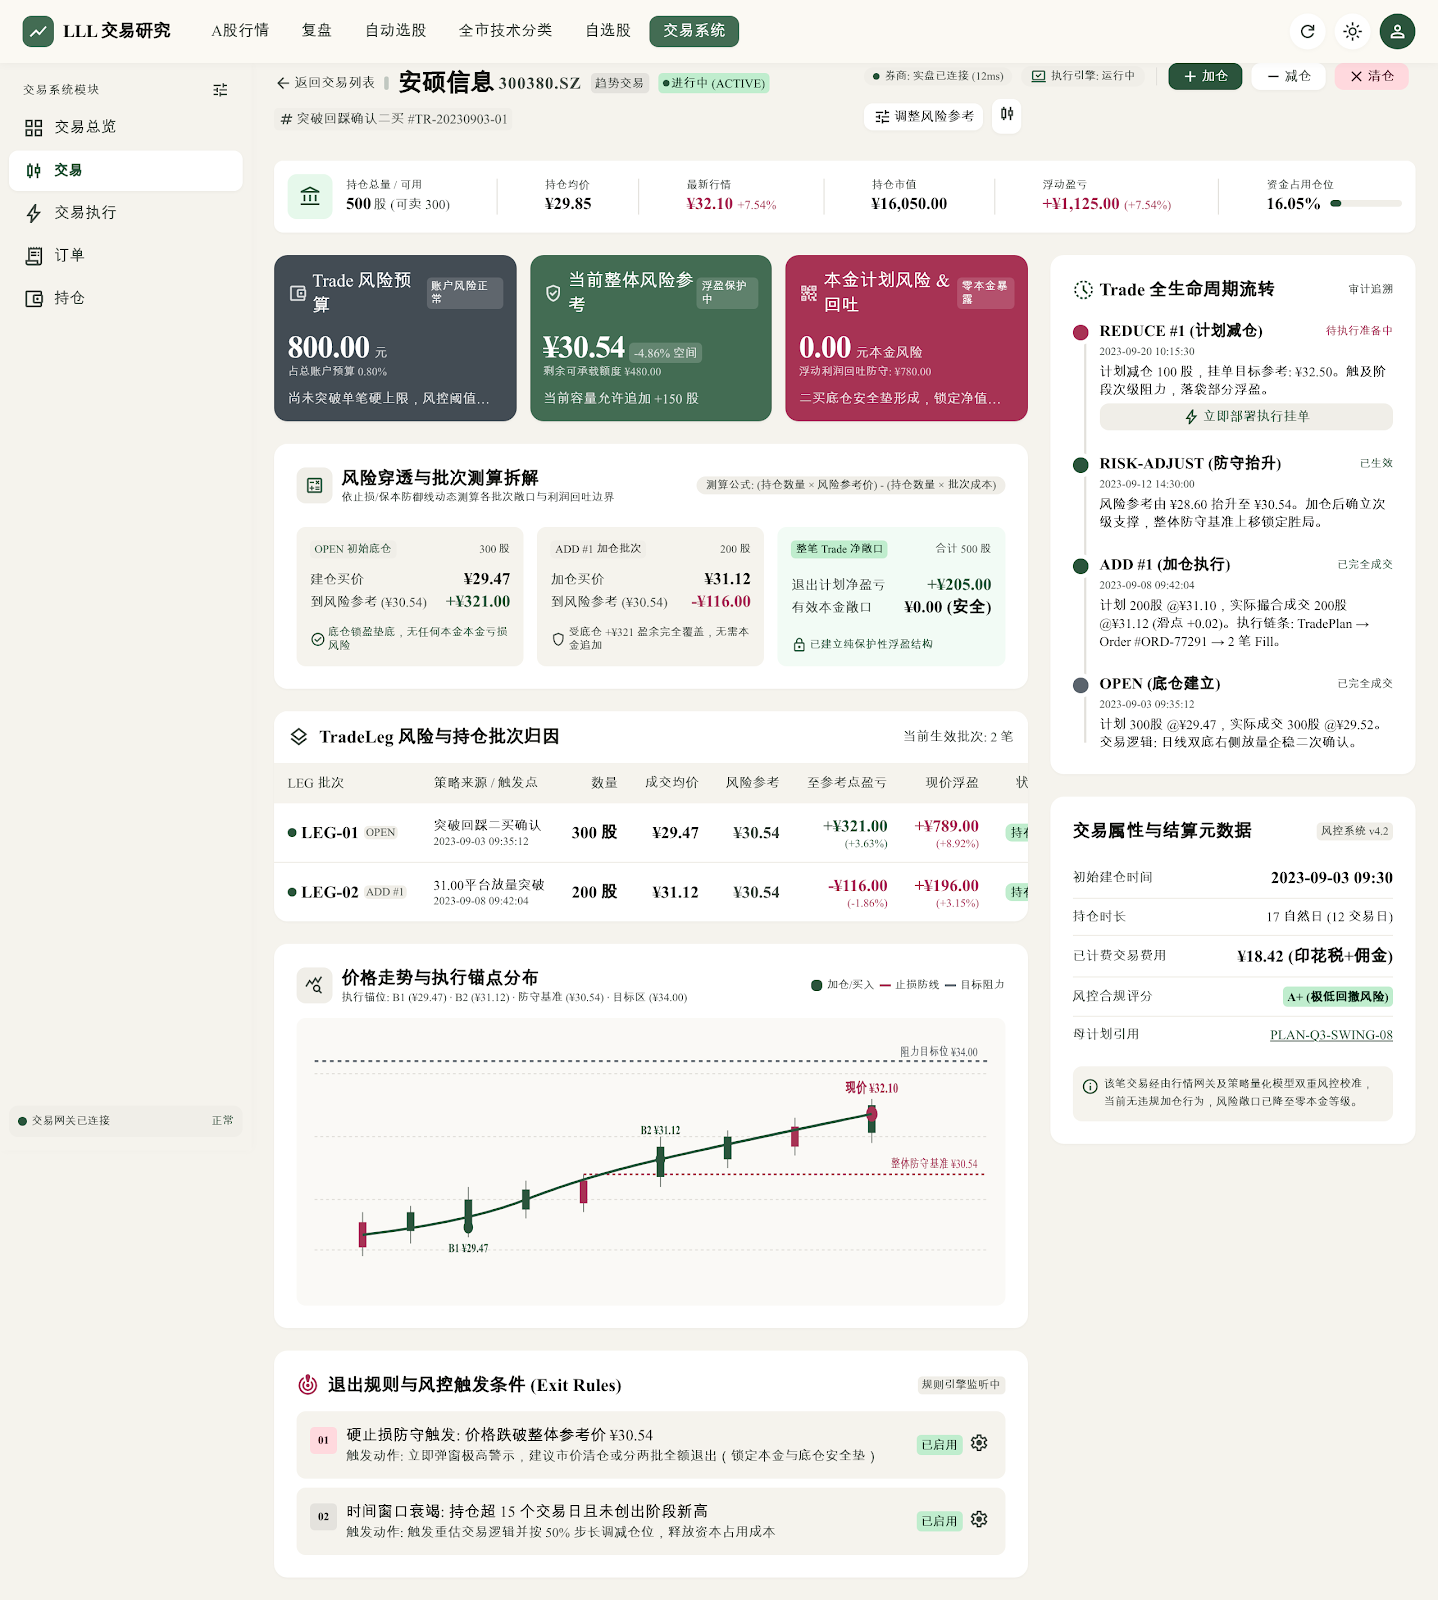 LLL 交易研究
A股行情
复盘
自动选股
全市技术分类
自选股
交易系统
交易系统模块
交易总览
交易
交易执行
订单
持仓
交易网关已连接
正常
返回交易列表
安硕信息 300380.SZ
趋势交易
进行中 (ACTIVE)
# 突破回踩确认二买 #TR-20230903-01
券商: 实盘已连接 (12ms)
执行引擎: 运行中
加仓
减仓
清仓
调整风险参考
持仓总量 / 可用
500 股 (可卖 300)
持仓均价
¥29.85
最新行情
¥32.10 +7.54%
持仓市值
¥16,050.00
浮动盈亏
+¥1,125.00 (+7.54%)
资金占用仓位
16.05%
Trade 风险预
算
账户风险正
常
800.00 元
占总账户预算 0.80%
尚未突破单笔硬上限，风控阈值...
当前整体风险参
考
浮盈保护
中
¥30.54 -4.86% 空间
剩余可承载额度 ¥480.00
当前容量允许追加 +150 股
本金计划风险 &
回吐
零本金暴
露
0.00 元本金风险
浮动利润回吐防守: ¥780.00
二买底仓安全垫形成，锁定净值...
风险穿透与批次测算拆解
依止损/保本防御线动态测算各批次敞口与利润回吐边界
测算公式: (持仓数量 × 风险参考价) - (持仓数量 × 批次成本)
OPEN 初始底仓
300 股
建仓买价
¥29.47
到风险参考 (¥30.54)
+¥321.00
底仓锁盈垫底，无任何本金本金亏损
风险
ADD #1 加仓批次
200 股
加仓买价
¥31.12
到风险参考 (¥30.54)
-¥116.00
受底仓 +¥321 盈余完全覆盖，无需本
金追加
整笔 Trade 净敞口
合计 500 股
退出计划净盈亏
+¥205.00
有效本金敞口
¥0.00 (安全)
已建立纯保护性浮盈结构
TradeLeg 风险与持仓批次归因
当前生效批次: 2 笔
LEG 批次
策略来源 / 触发点
数量
成交均价
风险参考
至参考点盈亏
现价浮盈
状
LEG-01 OPEN
突破回踩二买确认
2023-09-03 09:35:12
300 股
¥29.47
¥30.54
+¥321.00
(+3.63%)
+¥789.00
(+8.92%)
持有
LEG-02 ADD #1
31.00平台放量突破
2023-09-08 09:42:04
200 股
¥31.12
¥30.54
-¥116.00
(-1.86%)
+¥196.00
(+3.15%)
持有
价格走势与执行锚点分布
执行锚位: B1 (¥29.47) · B2 (¥31.12) · 防守基准 (¥30.54) · 目标区 (¥34.00)
加仓/买入
止损防线
目标阻力
阻力目标位 ¥34.00
现价 ¥32.10
B2 ¥31.12
整体防守基准 ¥30.54
B1 ¥29.47
退出规则与风控触发条件 (Exit Rules)
规则引擎监听中
01
硬止损防守触发: 价格跌破整体参考价 ¥30.54
触发动作: 立即弹窗极高警示，建议市价清仓或分两批全额退出（锁定本金与底仓安全垫）
已启用
02
时间窗口衰竭: 持仓超 15 个交易日且未创出阶段新高
触发动作: 触发重估交易逻辑并按 50% 步长调减仓位，释放资本占用成本
已启用
Trade 全生命周期流转
审计追溯
REDUCE #1 (计划减仓)
待执行准备中
2023-09-20 10:15:30
计划减仓 100 股，挂单目标参考: ¥32.50。触及阶
段次级阻力，落袋部分浮盈。
立即部署执行挂单
RISK-ADJUST (防守抬升)
已生效
2023-09-12 14:30:00
风险参考由 ¥28.60 抬升至 ¥30.54。加仓后确立次
级支撑，整体防守基准上移锁定胜局。
ADD #1 (加仓执行)
已完全成交
2023-09-08 09:42:04
计划 200股 @¥31.10，实际撮合成交 200股
@¥31.12 (滑点 +0.02)。执行链条: TradePlan →
Order #ORD-77291 → 2 笔 Fill。
OPEN (底仓建立)
已完全成交
2023-09-03 09:35:12
计划 300股 @¥29.47，实际成交 300股 @¥29.52。
交易逻辑: 日线双底右侧放量企稳二次确认。
交易属性与结算元数据
风控系统 v4.2
初始建仓时间
2023-09-03 09:30
持仓时长
17 自然日 (12 交易日)
已计费交易费用
¥18.42 (印花税+佣金)
风控合规评分
A+ (极低回撤风险)
母计划引用
PLAN-Q3-SWING-08
该笔交易经由行情网关及策略量化模型双重风控校准，
当前无违规加仓行为，风险敞口已降至零本金等级。